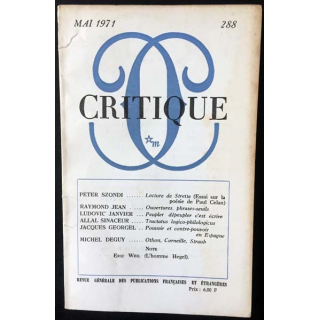 MAI 1971 288
CRITIQUE
m
PETER SZONDI ...... Lecture de Strette (Essai sur la
poésie de Paul Celan)
RAYMOND JEAN ...... Ouvertures, phrases-seuils
LUDOVIC JANVIER .... Peupler dépeupler c'est écrire
ALLAL SINACEUR .... Tractatus logico-philologicus
JACQUES GEORGEL .. Pouvoir et contre-pouvoir
en Espagne
MICHEL DEGUY ...... Othon, Corneille, Straub
NOTE
ERIC WEIL (L'homme Hegel)
REVUE GÉNÉRALE DES PUBLICATIONS FRANÇAISES ET ÉTRANGÈRES
Prix : 6,00 F